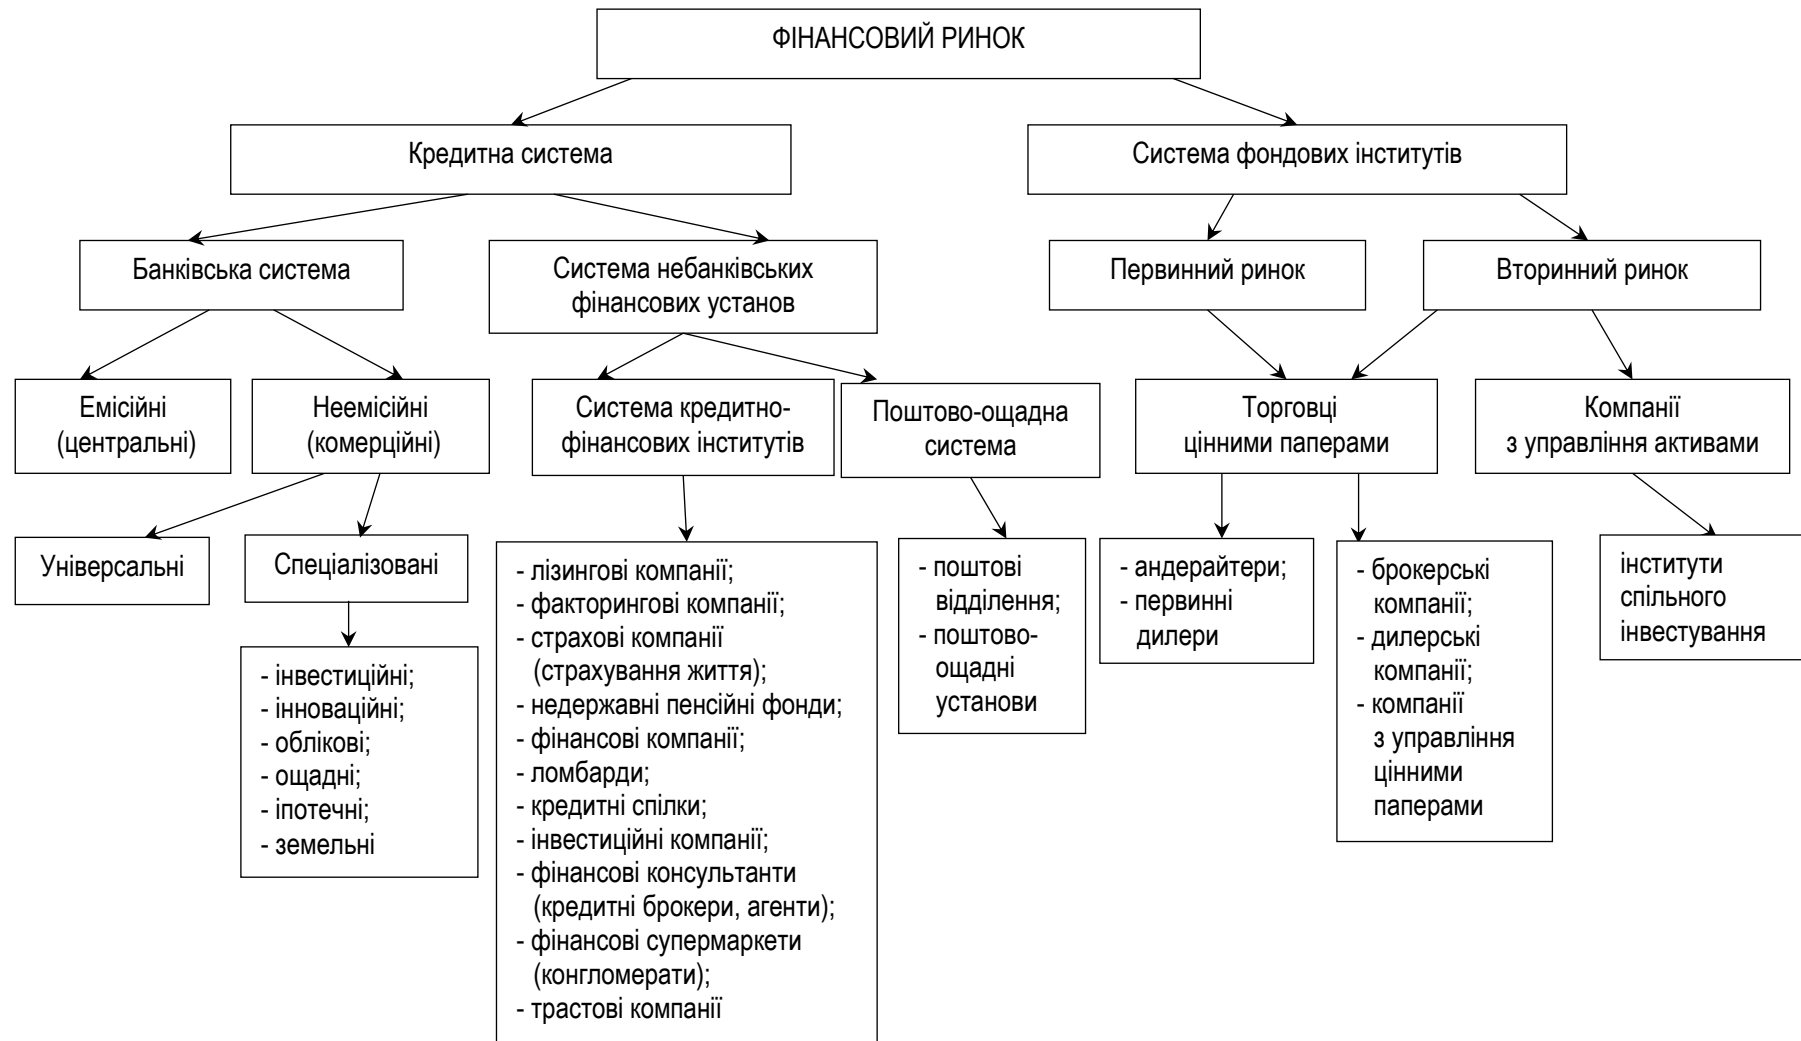 ФІНАНСОВИЙ РИНОК
Кредитна система
Система фондових інститутів
Банківська система
Система небанківських
фінансових установ
Первинний ринок
Вторинний ринок
Емісійні
(центральні)
Неемісійні
(комерційні)
Система кредитно-
фінансових інститутів
Поштово-ощадна
система
Торговці
цінними паперами
Компанії
з управління активами
Універсальні
Спеціалізовані
- інвестиційні;
- інноваційні;
- облікові;
- ощадні;
- іпотечні;
- земельні
- лізингові компанії;
- факторингові компанії;
- страхові компанії
(страхування життя);
- недержавні пенсійні фонди;
- фінансові компанії;
- ломбарди;
- кредитні спілки;
- інвестиційні компанії;
- фінансові консультанти
(кредитні брокери, агенти);
- фінансові супермаркети
(конгломерати);
- трастові компанії
- поштові
відділення;
- поштово-
ощадні
установи
- андерайтери;
- первинні
дилери
- брокерські
компанії;
- дилерські
компанії;
- компанії
з управління
цінними
паперами
інститути
спільного
інвестування